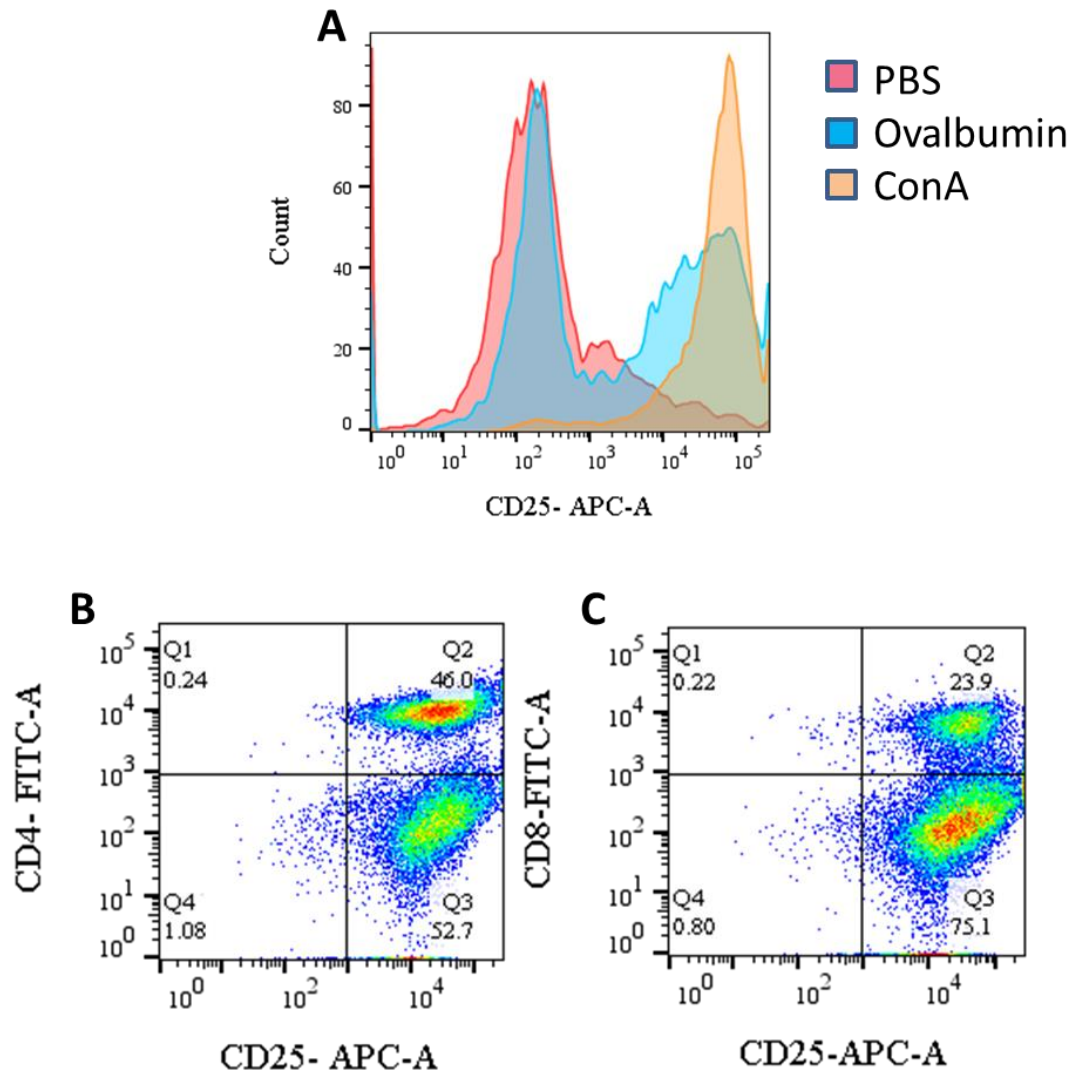 A
PBS
Ovalbumin
ConA
Count
80
60
40
20
0
10^0 10^1 10^2 10^3 10^4 10^5
CD25- APC-A
B
CD4- FITC-A
10^5
10^4
10^3
10^2
10^1
10^0
Q1
0.24
Q2
46.0
Q4
1.08
Q3
52.7
10^0 10^2 10^4
CD25- APC-A
C
CD8-FITC-A
10^5
10^4
10^3
10^2
10^1
10^0
Q1
0.22
Q2
23.9
Q4
0.80
Q3
75.1
10^0 10^2 10^4
CD25-APC-A